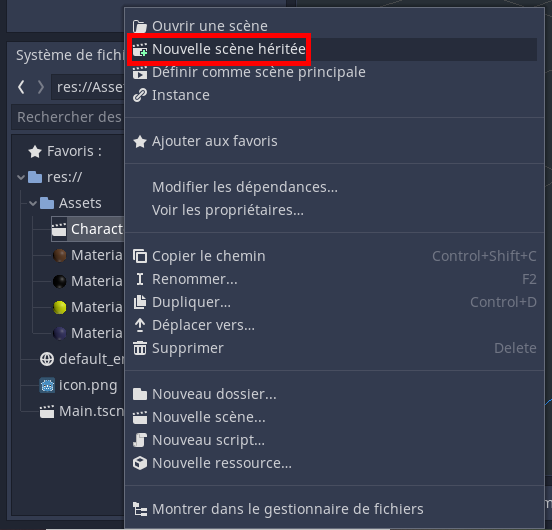 Ouvrir une scène
Nouvelle scène héritée
Définir comme scène principale
Instance
Ajouter aux favoris
Modifier les dépendances...
Voir les propriétaires...
Copier le chemin Control+Shift+C
Renommer... F2
Dupliquer... Control+D
Déplacer vers...
Supprimer Delete
Nouveau dossier...
Nouvelle scène...
Nouveau script...
Nouvelle ressource...
Montrer dans le gestionnaire de fichiers
Système de fichi
res://Asse
Rechercher des
Favoris :
res://
Assets
Charact
Materia
Materia
Materia
Materia
default_en
icon.png
Main.tscn